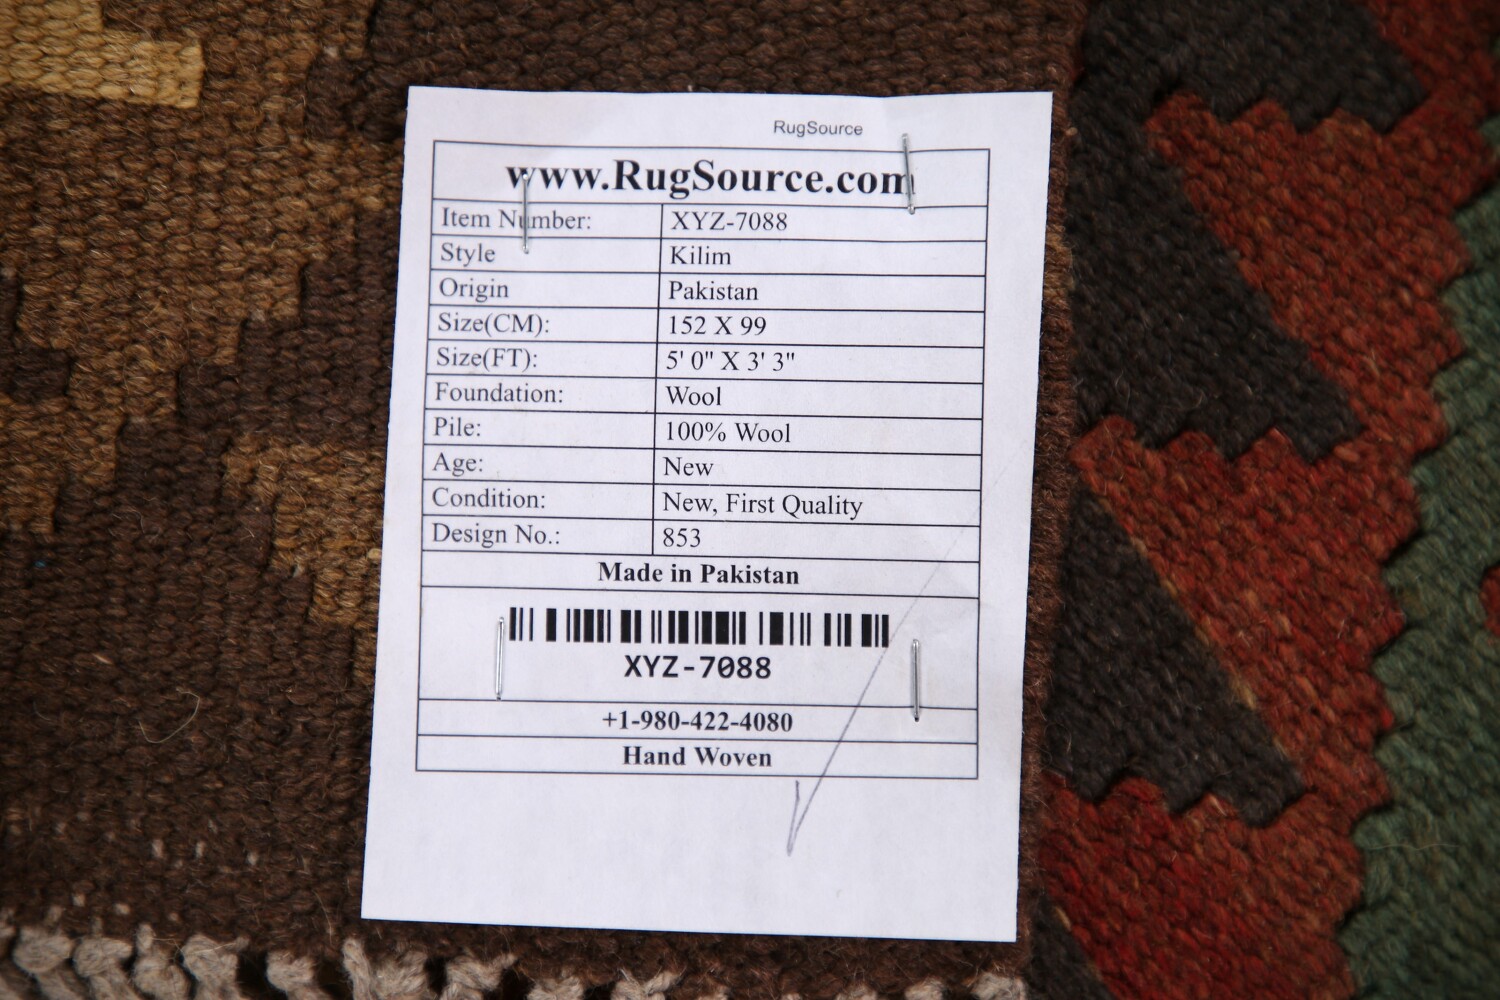 RugSource
www.RugSource.com
Item Number: XYZ-7088
Style Kilim
Origin Pakistan
Size(CM): 152 X 99
Size(FT): 5' 0" X 3' 3"
Foundation: Wool
Pile: 100% Wool
Age: New
Condition: New, First Quality
Design No.: 853
Made in Pakistan
XYZ-7088
+1-980-422-4080
Hand Woven